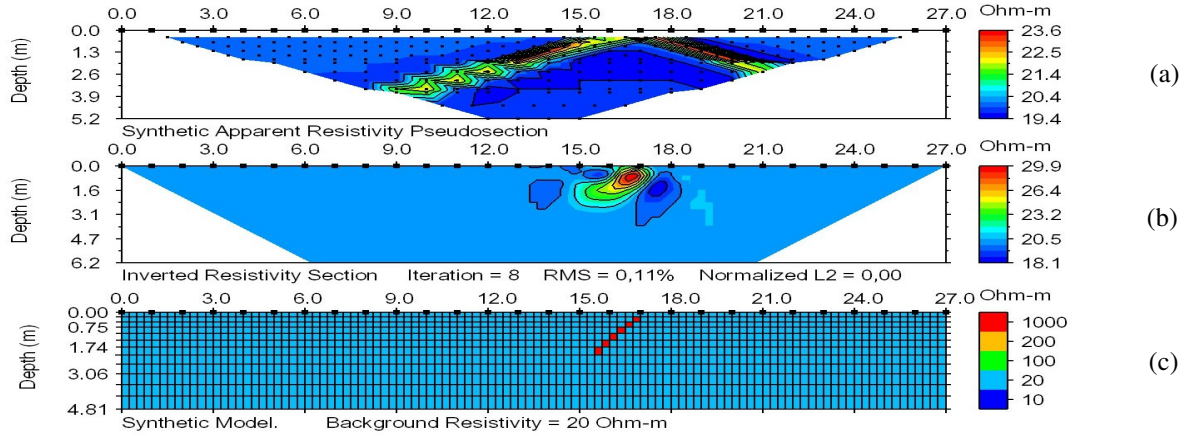 0.0 3.0 6.0 9.0 12.0 15.0 18.0 21.0 24.0 27.0 Ohm-m
Depth (m)
0.0
1.3
2.6
3.9
5.2
23.6
22.5
21.4
20.4
19.4
(a)
Synthetic Apparent Resistivity Pseudosection
0.0 3.0 6.0 9.0 12.0 15.0 18.0 21.0 24.0 27.0 Ohm-m
Depth (m)
0.0
1.6
3.1
4.7
6.2
29.9
26.4
23.2
20.5
18.1
(b)
Inverted Resistivity Section Iteration = 8 RMS = 0,11% Normalized L2 = 0,00
0.0 3.0 6.0 9.0 12.0 15.0 18.0 21.0 24.0 27.0 Ohm-m
Depth (m)
0.00
0.75
1.74
3.06
4.81
1000
200
100
20
10
(c)
Synthetic Model. Background Resistivity = 20 Ohm-m